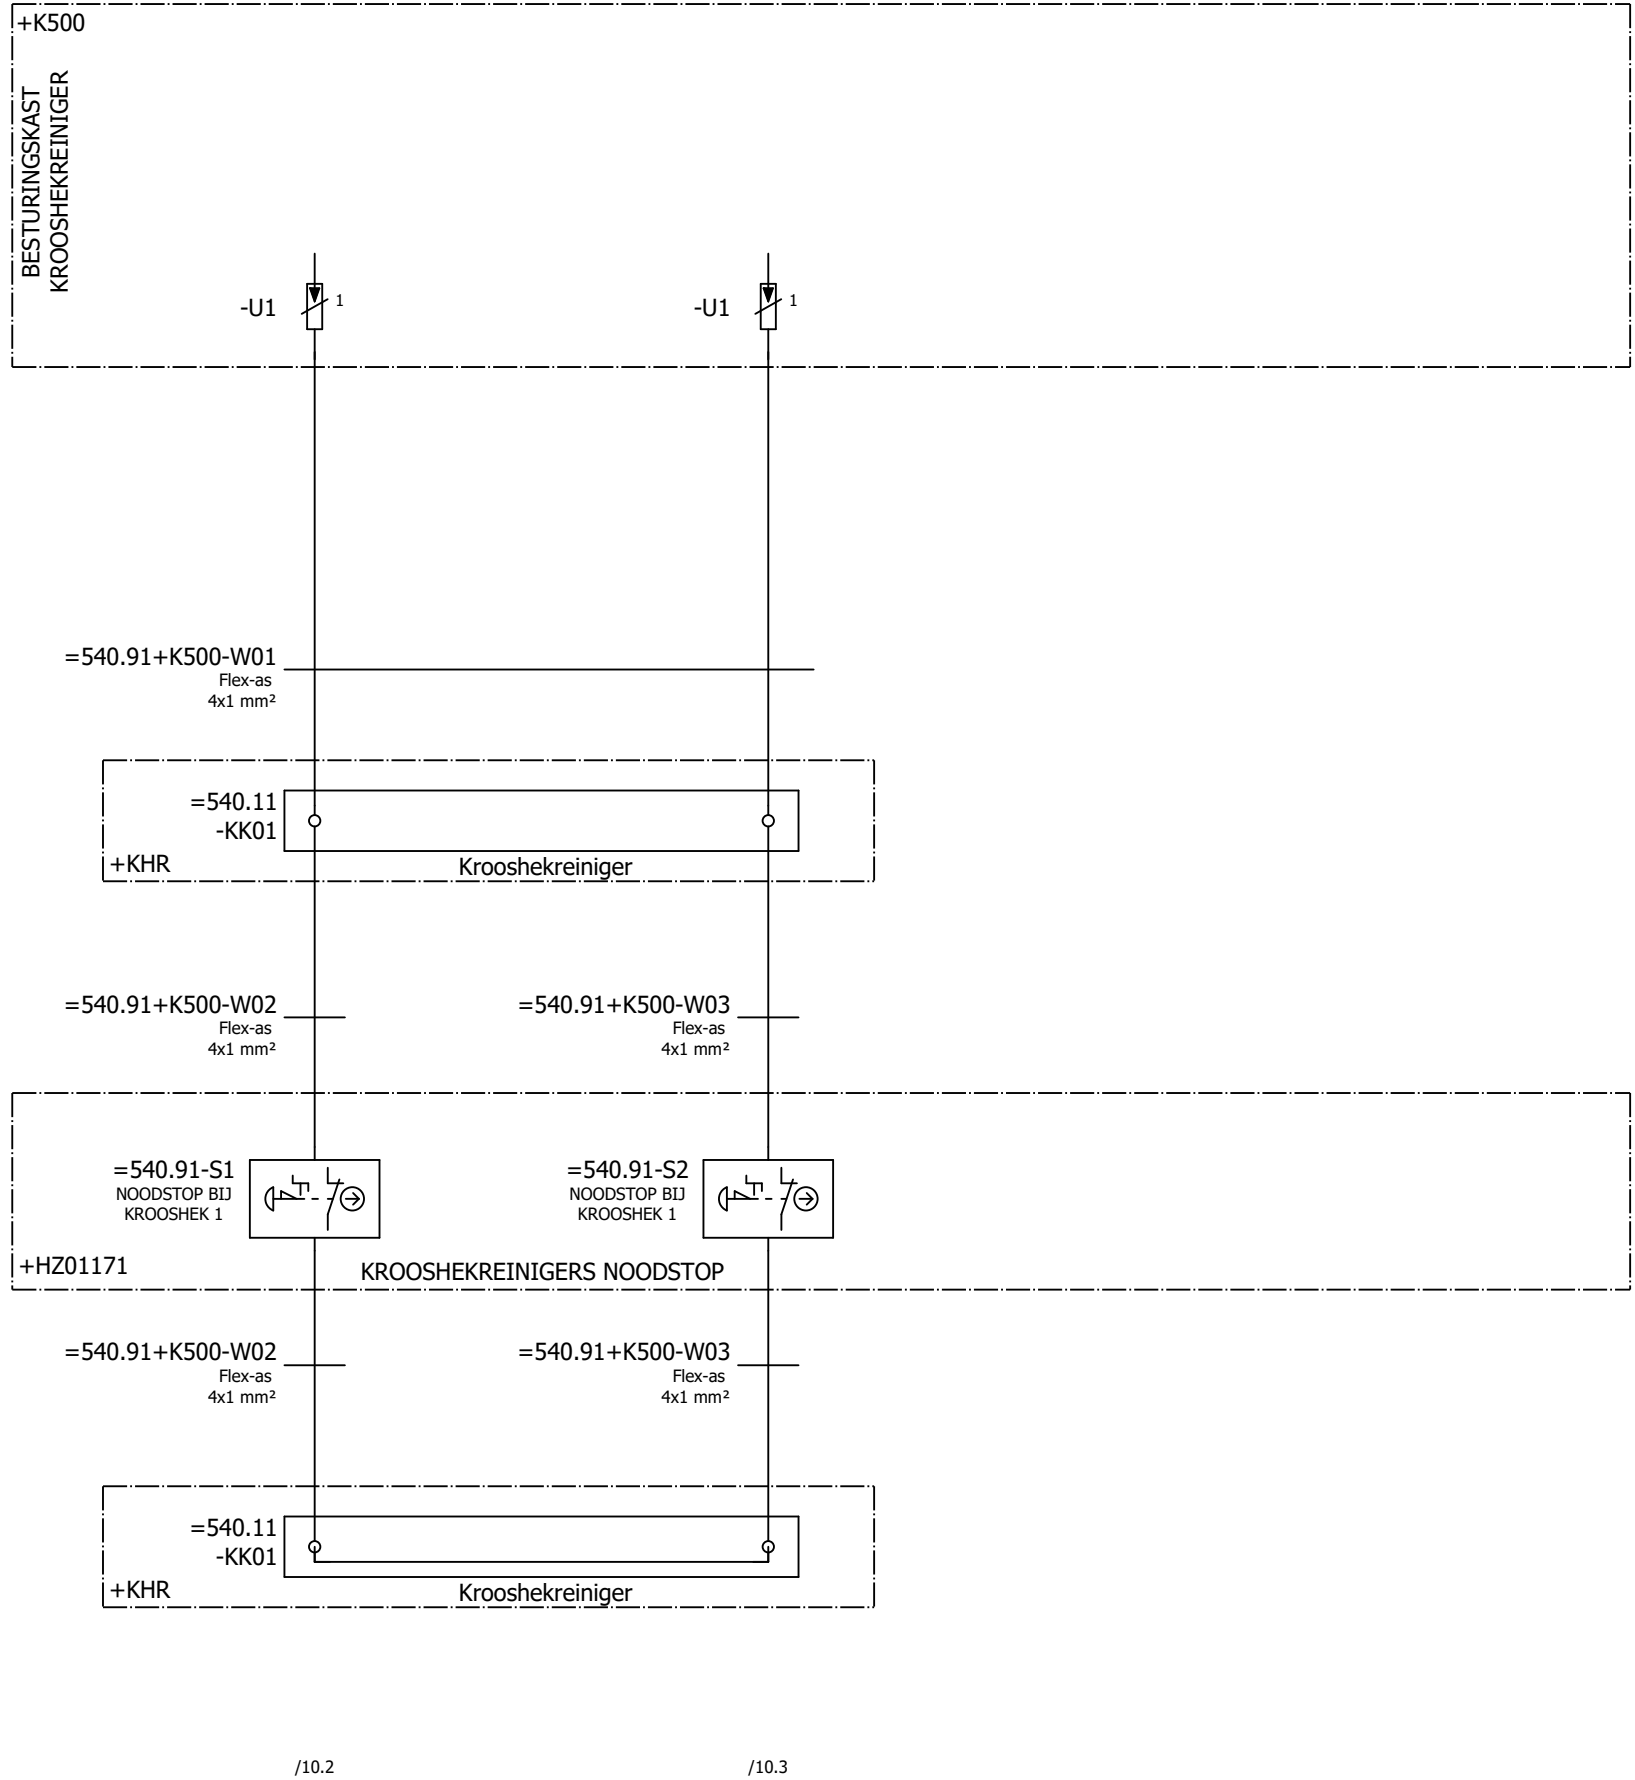 +K500
BESTURINGSKAST
KROOSHEKREINIGER
-U1
1
-U1
1
=540.91+K500-W01
Flex-as
4x1 mm²
=540.11
-KK01
+KHR
Krooshekreiniger
=540.91+K500-W02
Flex-as
4x1 mm²
=540.91+K500-W03
Flex-as
4x1 mm²
=540.91-S1
NOODSTOP BIJ
KROOSHEK 1
=540.91-S2
NOODSTOP BIJ
KROOSHEK 1
+HZ01171
KROOSHEKREINIGERS NOODSTOP
=540.91+K500-W02
Flex-as
4x1 mm²
=540.91+K500-W03
Flex-as
4x1 mm²
=540.11
-KK01
+KHR
Krooshekreiniger
/10.2
/10.3